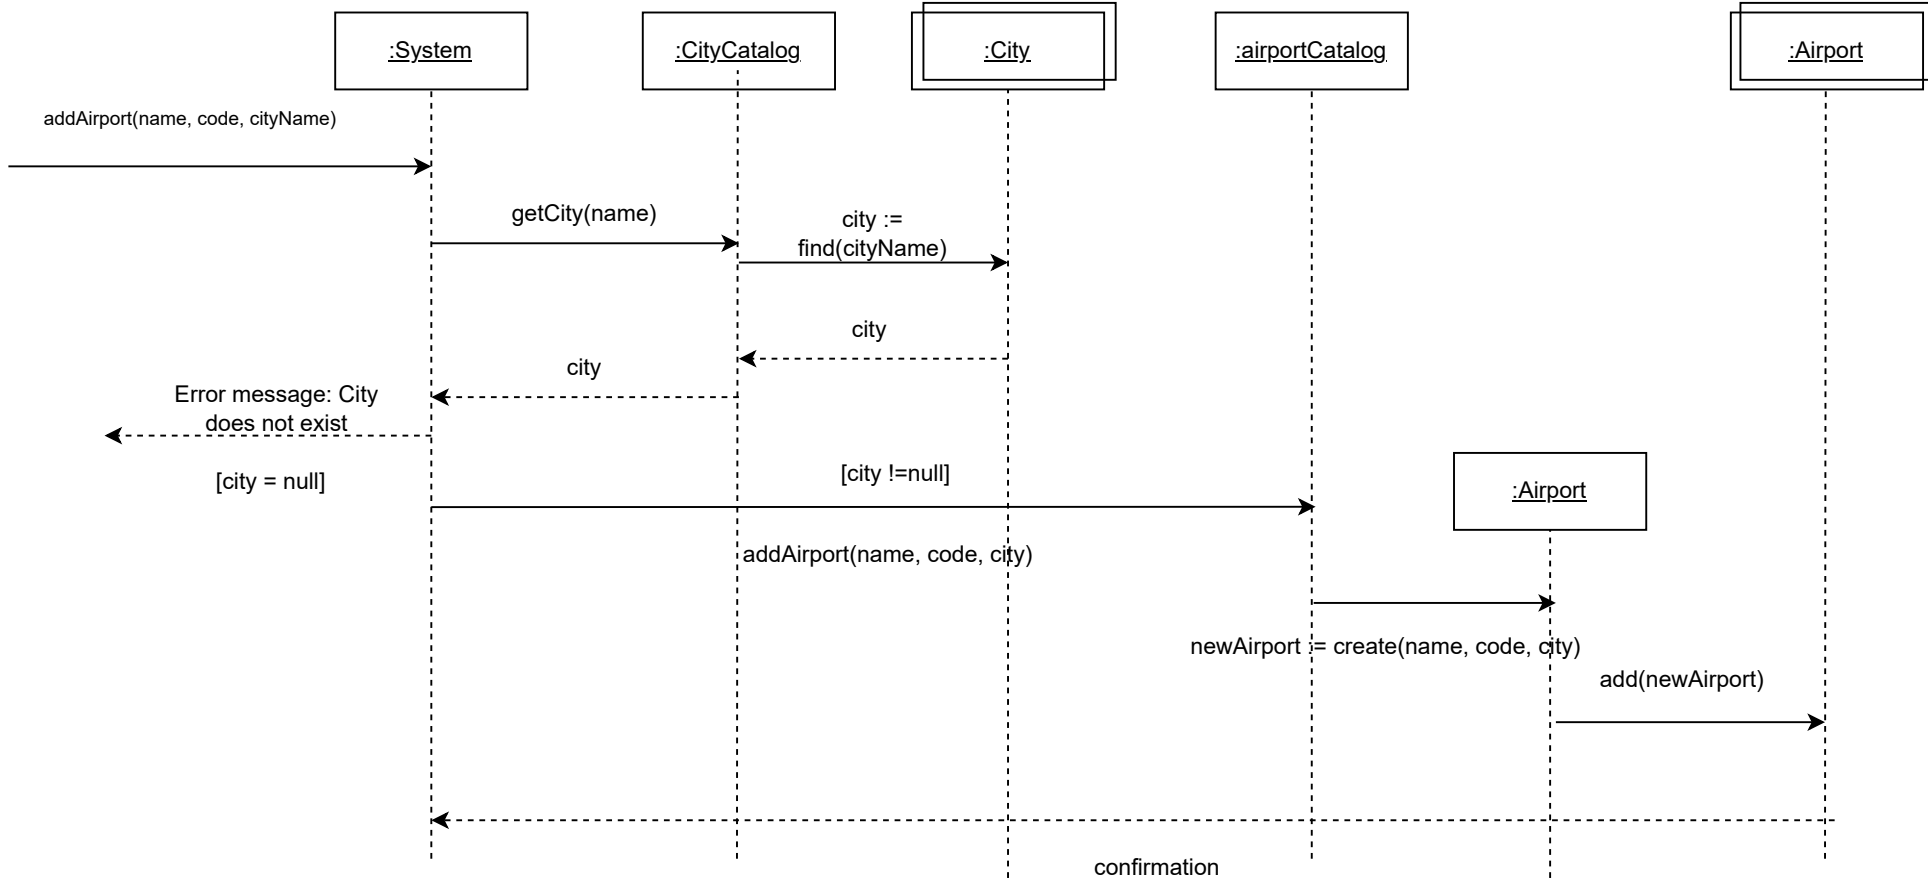 :System
:CityCatalog
:City
:airportCatalog
:Airport
addAirport(name, code, cityName)
getCity(name)
city :=
find(cityName)
city
city
Error message: City
does not exist
[city = null]
[city !=null]
:Airport
addAirport(name, code, city)
newAirport := create(name, code, city)
add(newAirport)
confirmation